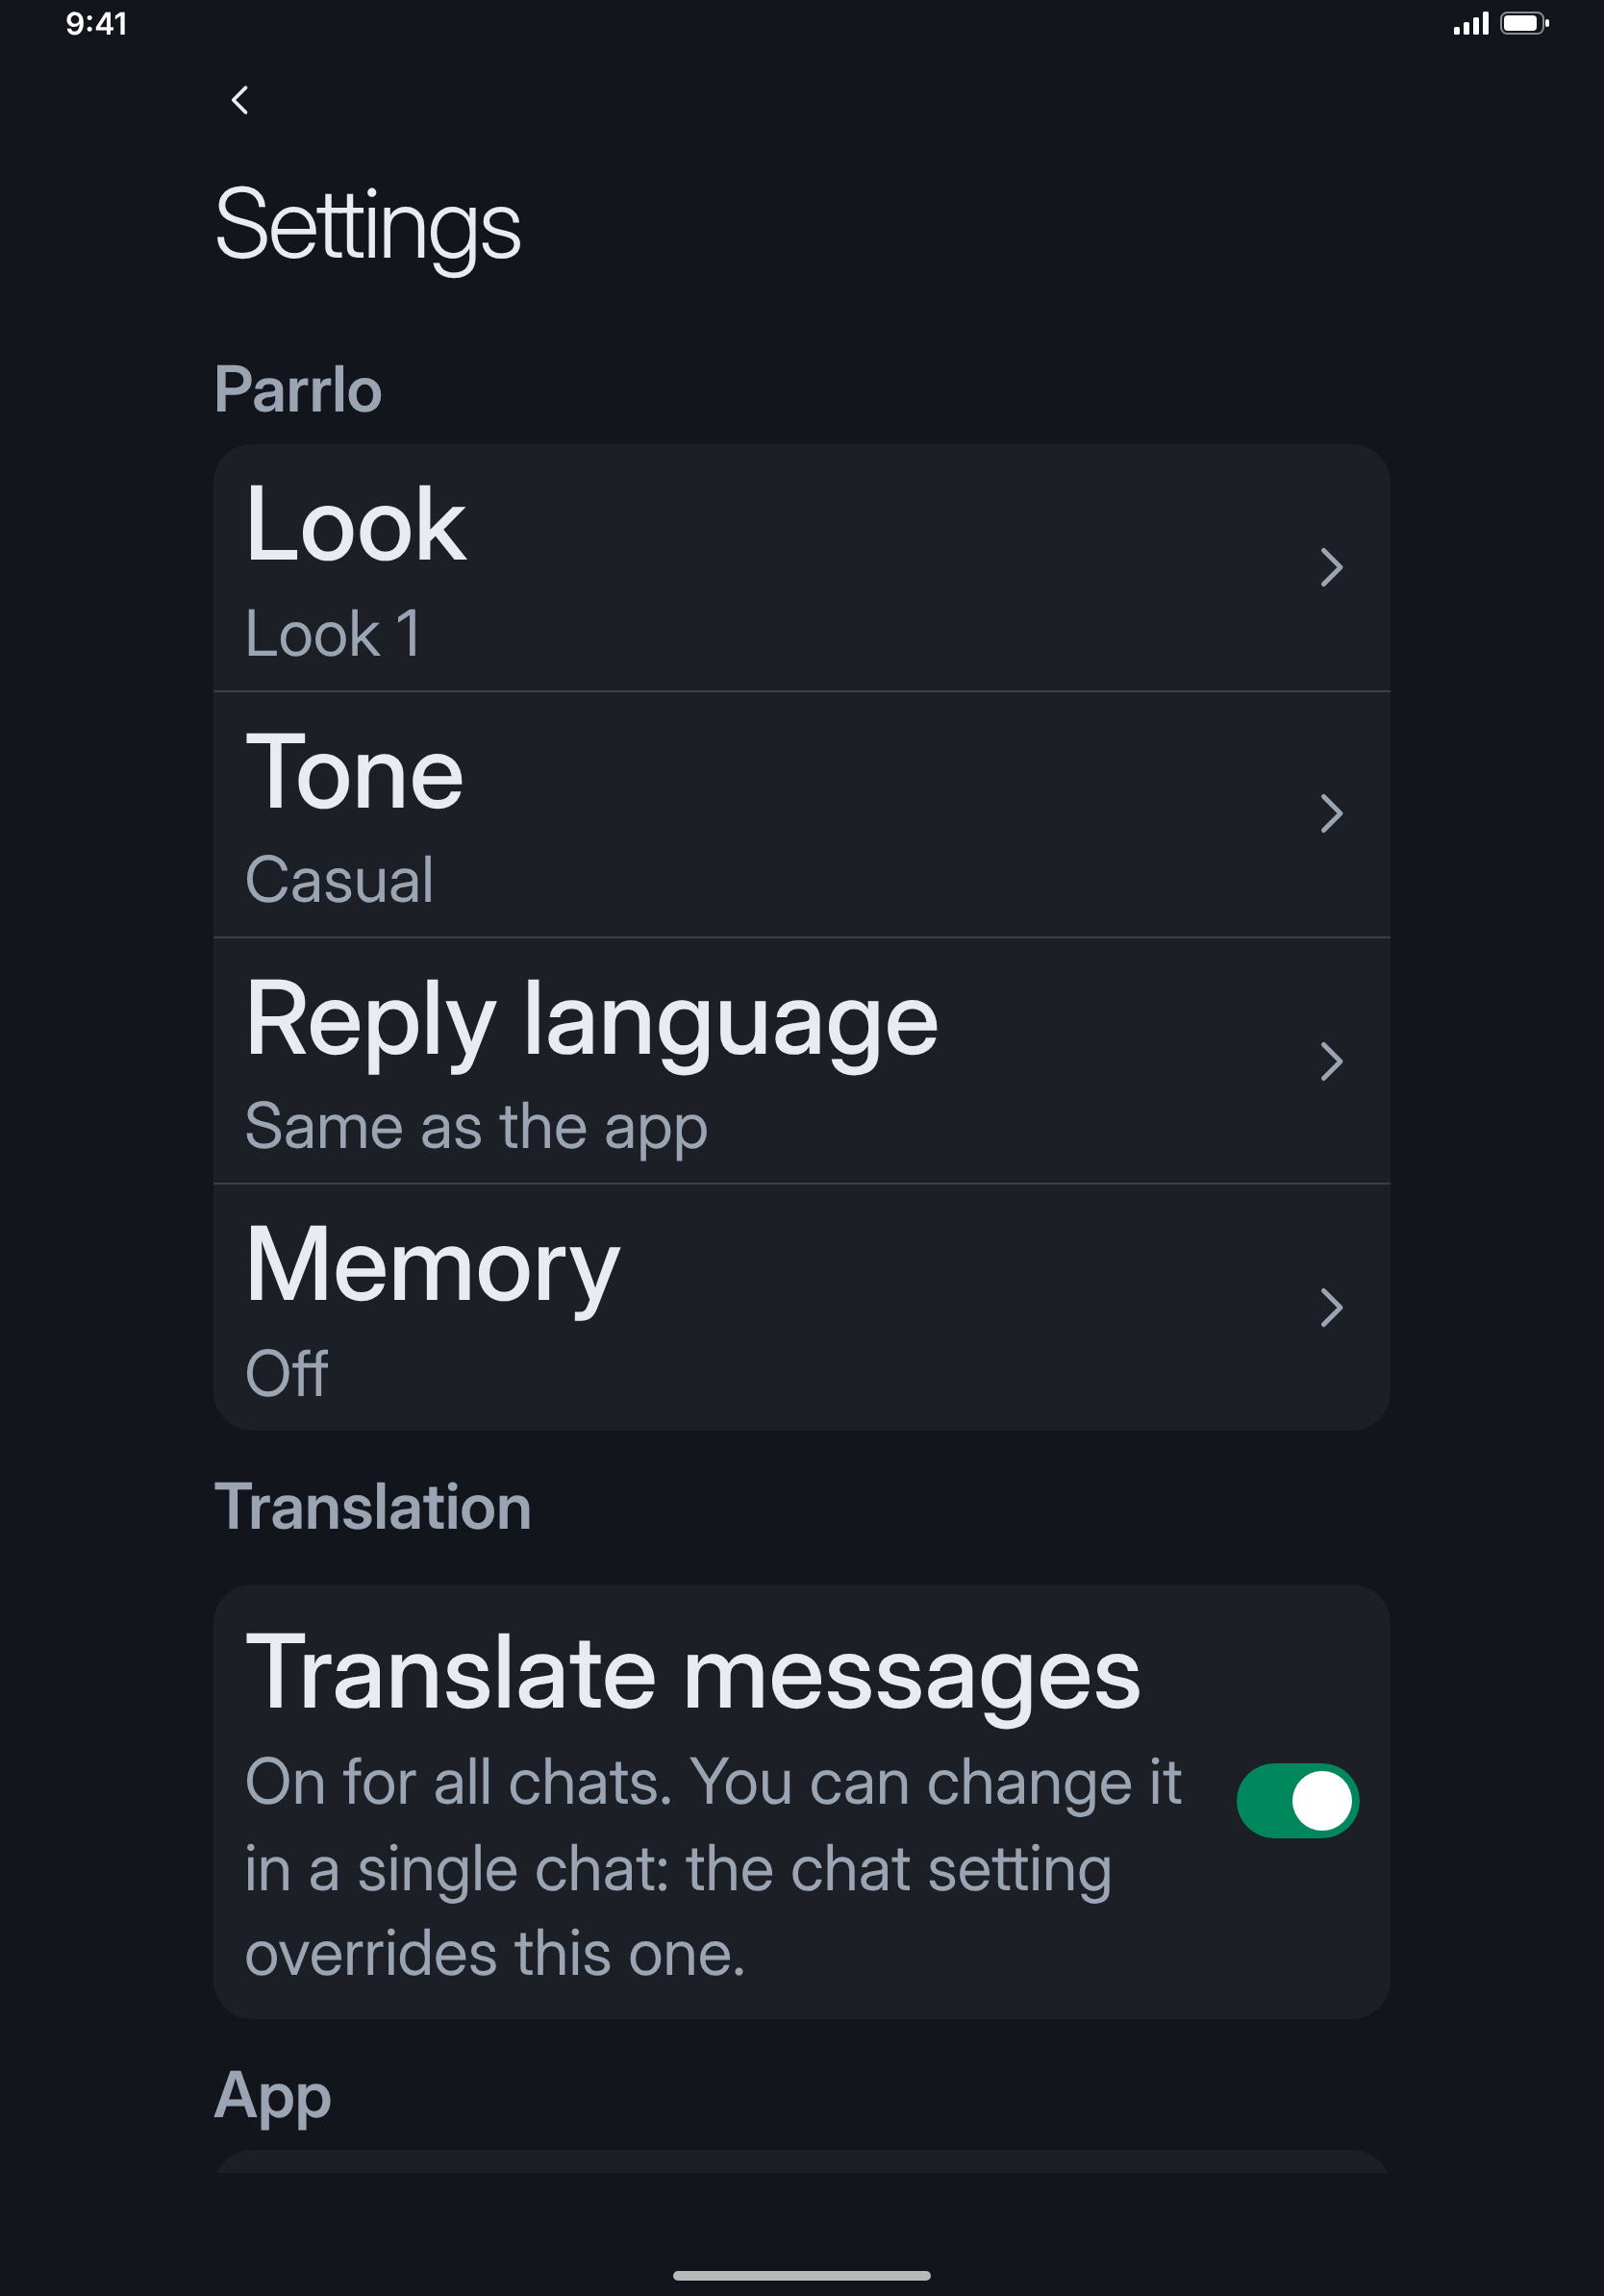 9:41
Settings
Parrlo
Look
Look 1
Tone
Casual
Reply language
Same as the app
Memory
Off
Translation
Translate messages
On for all chats. You can change it
in a single chat: the chat setting
overrides this one.
App